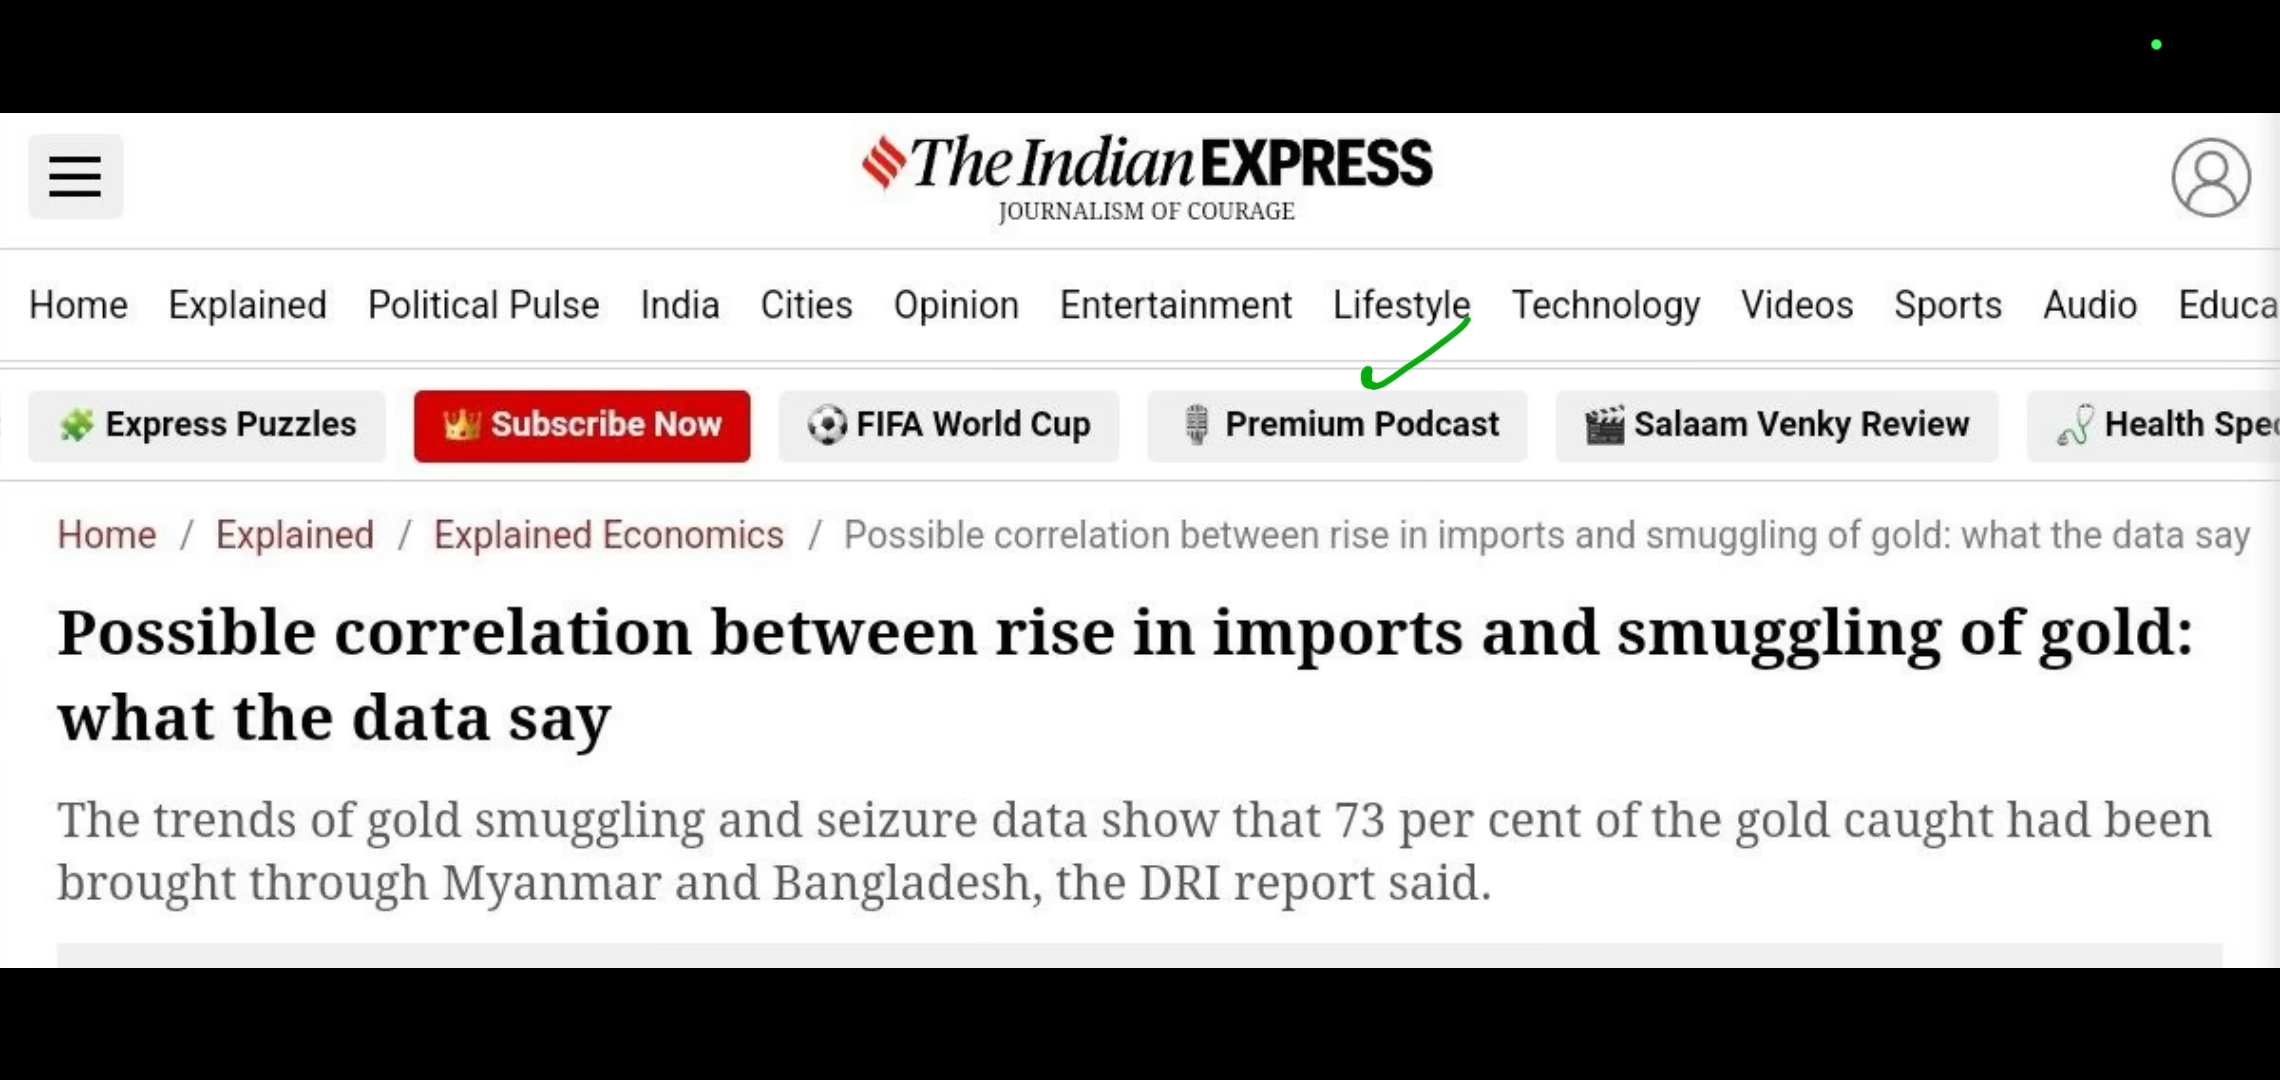 The Indian EXPRESS
JOURNALISM OF COURAGE
Home Explained Political Pulse India Cities Opinion Entertainment Lifestyle Technology Videos Sports Audio Educa
Express Puzzles Subscribe Now FIFA World Cup Premium Podcast Salaam Venky Review Health Spec
Home / Explained / Explained Economics / Possible correlation between rise in imports and smuggling of gold: what the data say
Possible correlation between rise in imports and smuggling of gold:
what the data say
The trends of gold smuggling and seizure data show that 73 per cent of the gold caught had been
brought through Myanmar and Bangladesh, the DRI report said.